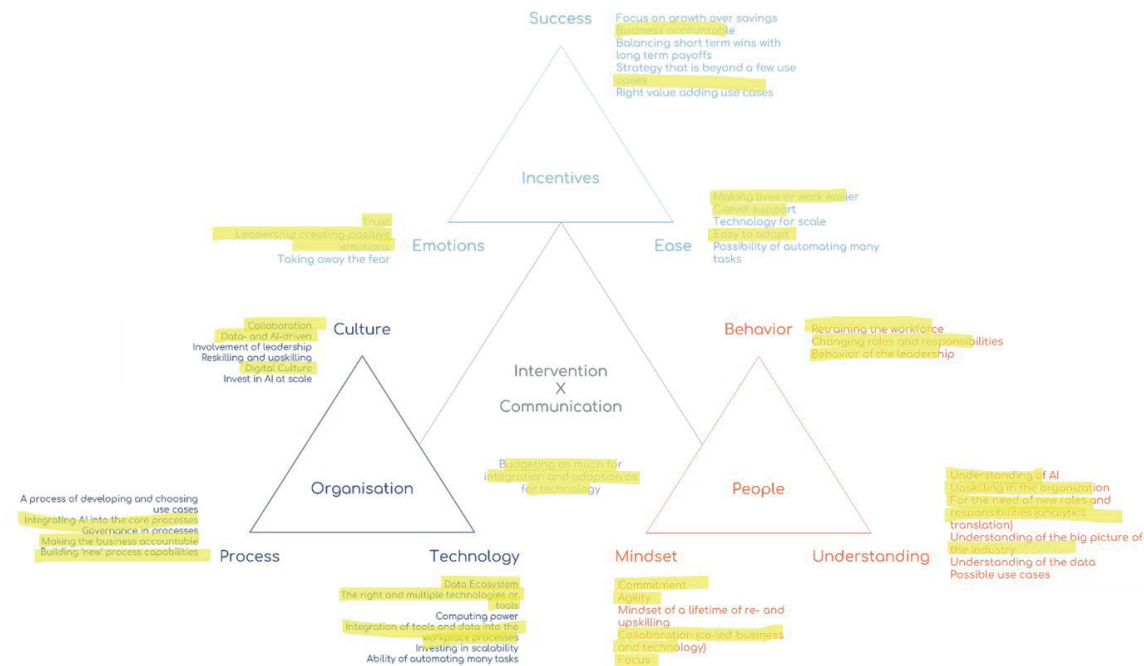 Success
Focus on growth over savings
Business accountable
Balancing short term wins with
long term payoffs
Strategy that is beyond a few use
cases
Right value adding use cases
Incentives
Trust
Leadership creating positive
emotions
Taking away the fear
Emotions
Ease
Making lives or work easier
C-level support
Technology for scale
Easy to adopt
Possibility of automating many
tasks
Collaboration
Data- and AI-driven
Involvement of leadership
Reskilling and upskilling
Digital Culture
Invest in AI at scale
Culture
Intervention
X
Communication
Behavior
Retraining the workforce
Changing roles and responsibilities
Behavior of the leadership
Budgeting as much for
integration and adoption as
for technology
Organisation
People
A process of developing and choosing
use cases
Integrating AI into the core processes
Governance in processes
Making the business accountable
Building 'new' process capabilities
Process
Technology
Data Ecosystem
The right and multiple technologies or
tools
Computing power
Integration of tools and data into the
workplace processes
Investing in scalability
Ability of automating many tasks
Mindset
Commitment
Agility
Mindset of a lifetime of re- and
upskilling
Collaboration (co-led business
and technology)
Focus
Understanding
Understanding of AI
Upskilling in the organization
For the need of new roles and
responsibilities (analytics
translation)
Understanding of the big picture of
the industry
Understanding of the data
Possible use cases